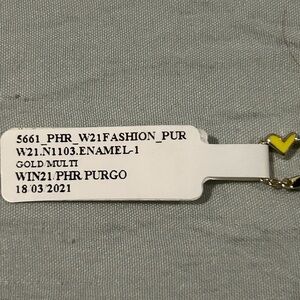 5661_PHR_W21FASHION_PUR
W21.N1103.ENAMEL-1
GOLD/MULTI
WIN21/PHR PURGO
18/03/2021